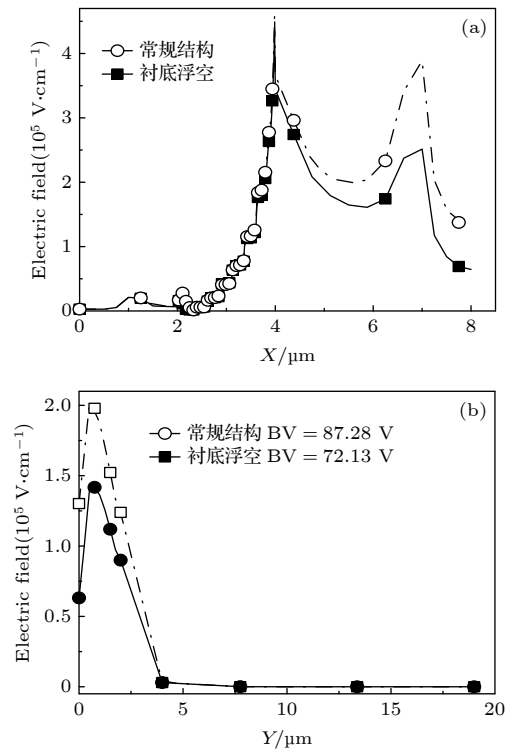 (a)
常规结构
衬底浮空
Electric field(10⁵ V·cm⁻¹)
4
3
2
1
0
0 2 4 6 8
X/μm
(b)
常规结构 BV = 87.28 V
衬底浮空 BV = 72.13 V
Electric field(10⁵ V·cm⁻¹)
2.0
1.5
1.0
0.5
0
0 5 10 15 20
Y/μm